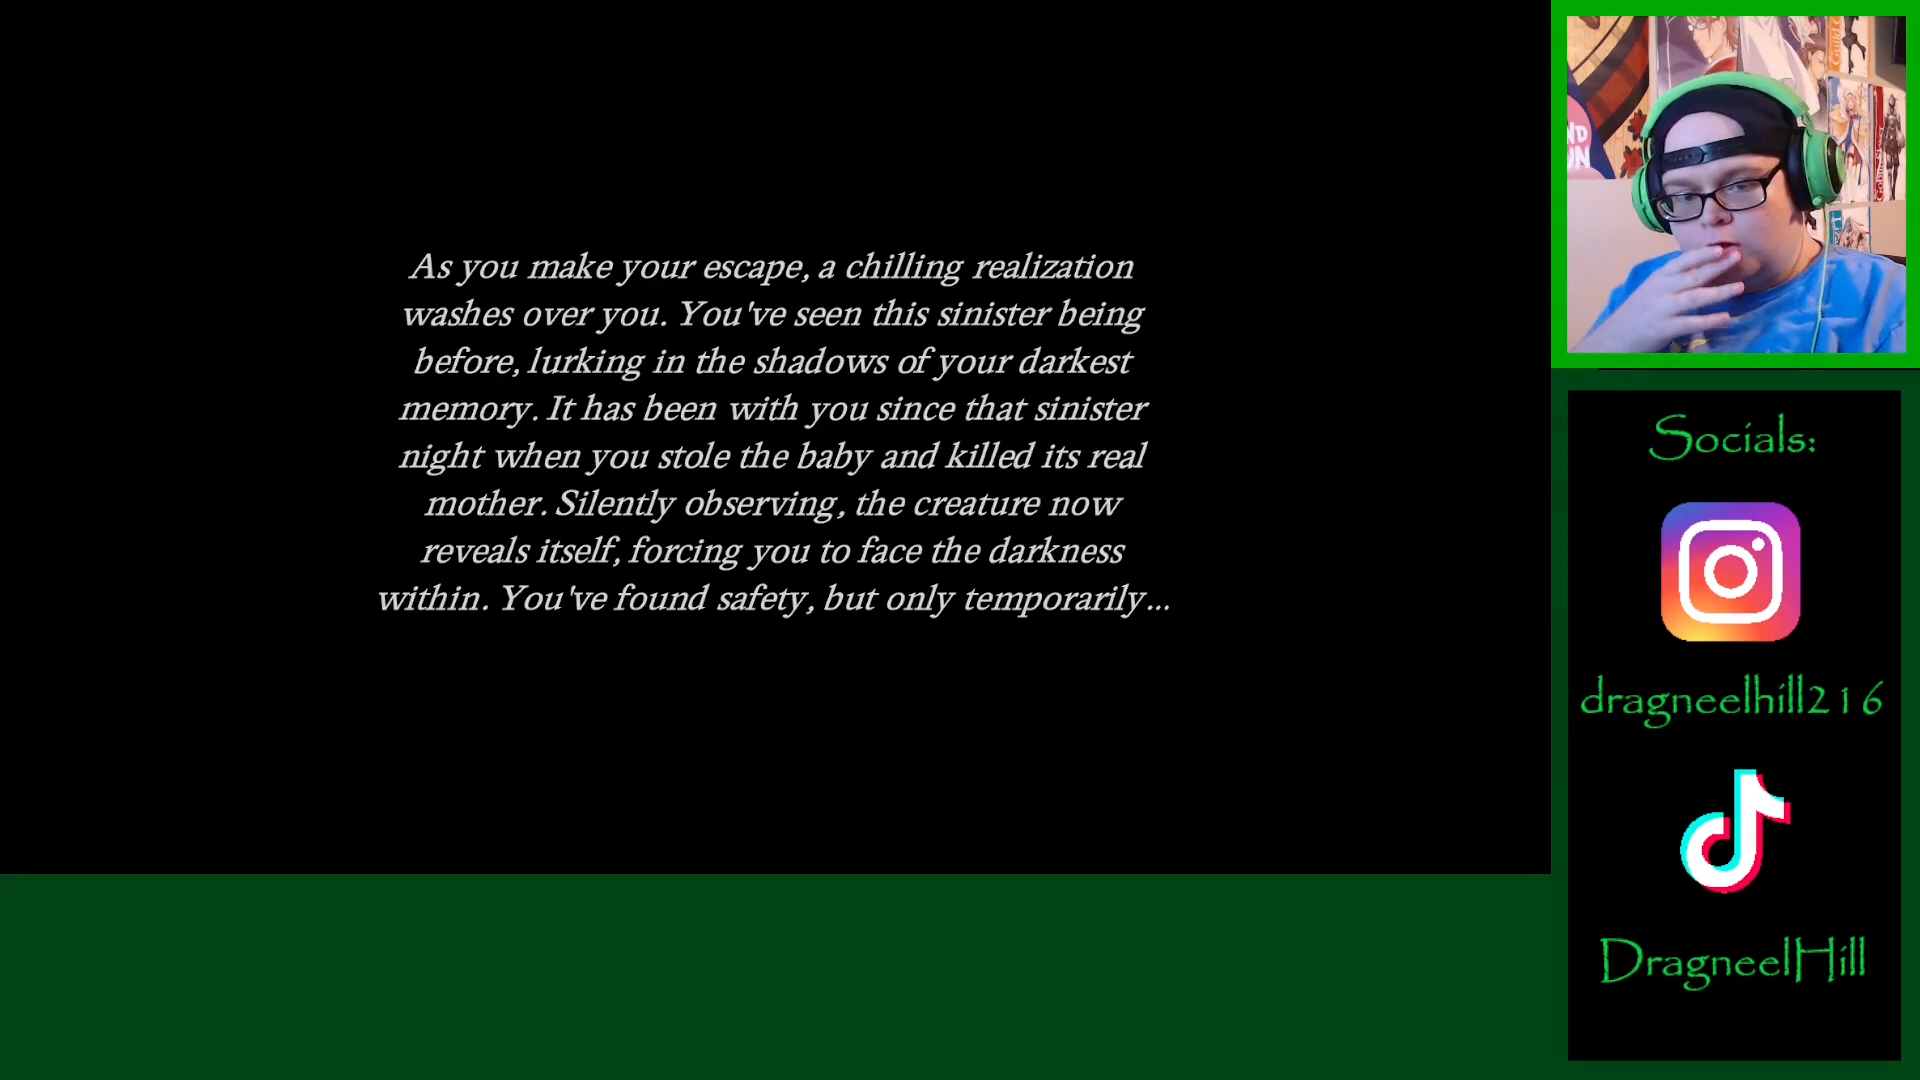 As you make your escape, a chilling realization
washes over you. You've seen this sinister being
before, lurking in the shadows of your darkest
memory. It has been with you since that sinister
night when you stole the baby and killed its real
mother. Silently observing, the creature now
reveals itself, forcing you to face the darkness
within. You've found safety, but only temporarily...
Socials:
dragneelhill216
DragneelHill